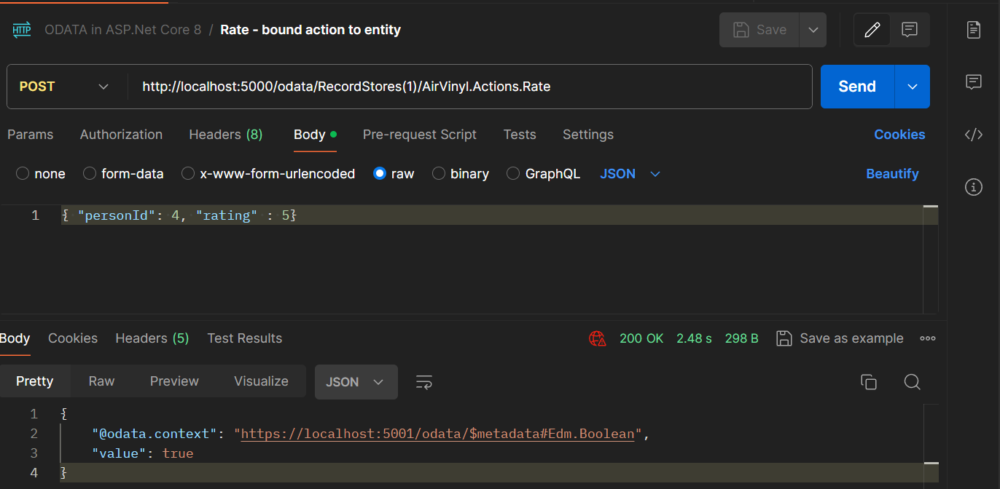 HTTP ODATA in ASP.Net Core 8 / Rate - bound action to entity Save
POST http://localhost:5000/odata/RecordStores(1)/AirVinyl.Actions.Rate Send
Params Authorization Headers (8) Body Pre-request Script Tests Settings Cookies
none form-data x-www-form-urlencoded raw binary GraphQL JSON Beautify
1 { "personId": 4, "rating" : 5}
Body Cookies Headers (5) Test Results 200 OK 2.48 s 298 B Save as example
Pretty Raw Preview Visualize JSON
1 {
2 "@odata.context": "https://localhost:5001/odata/$metadata#Edm.Boolean",
3 "value": true
4 }